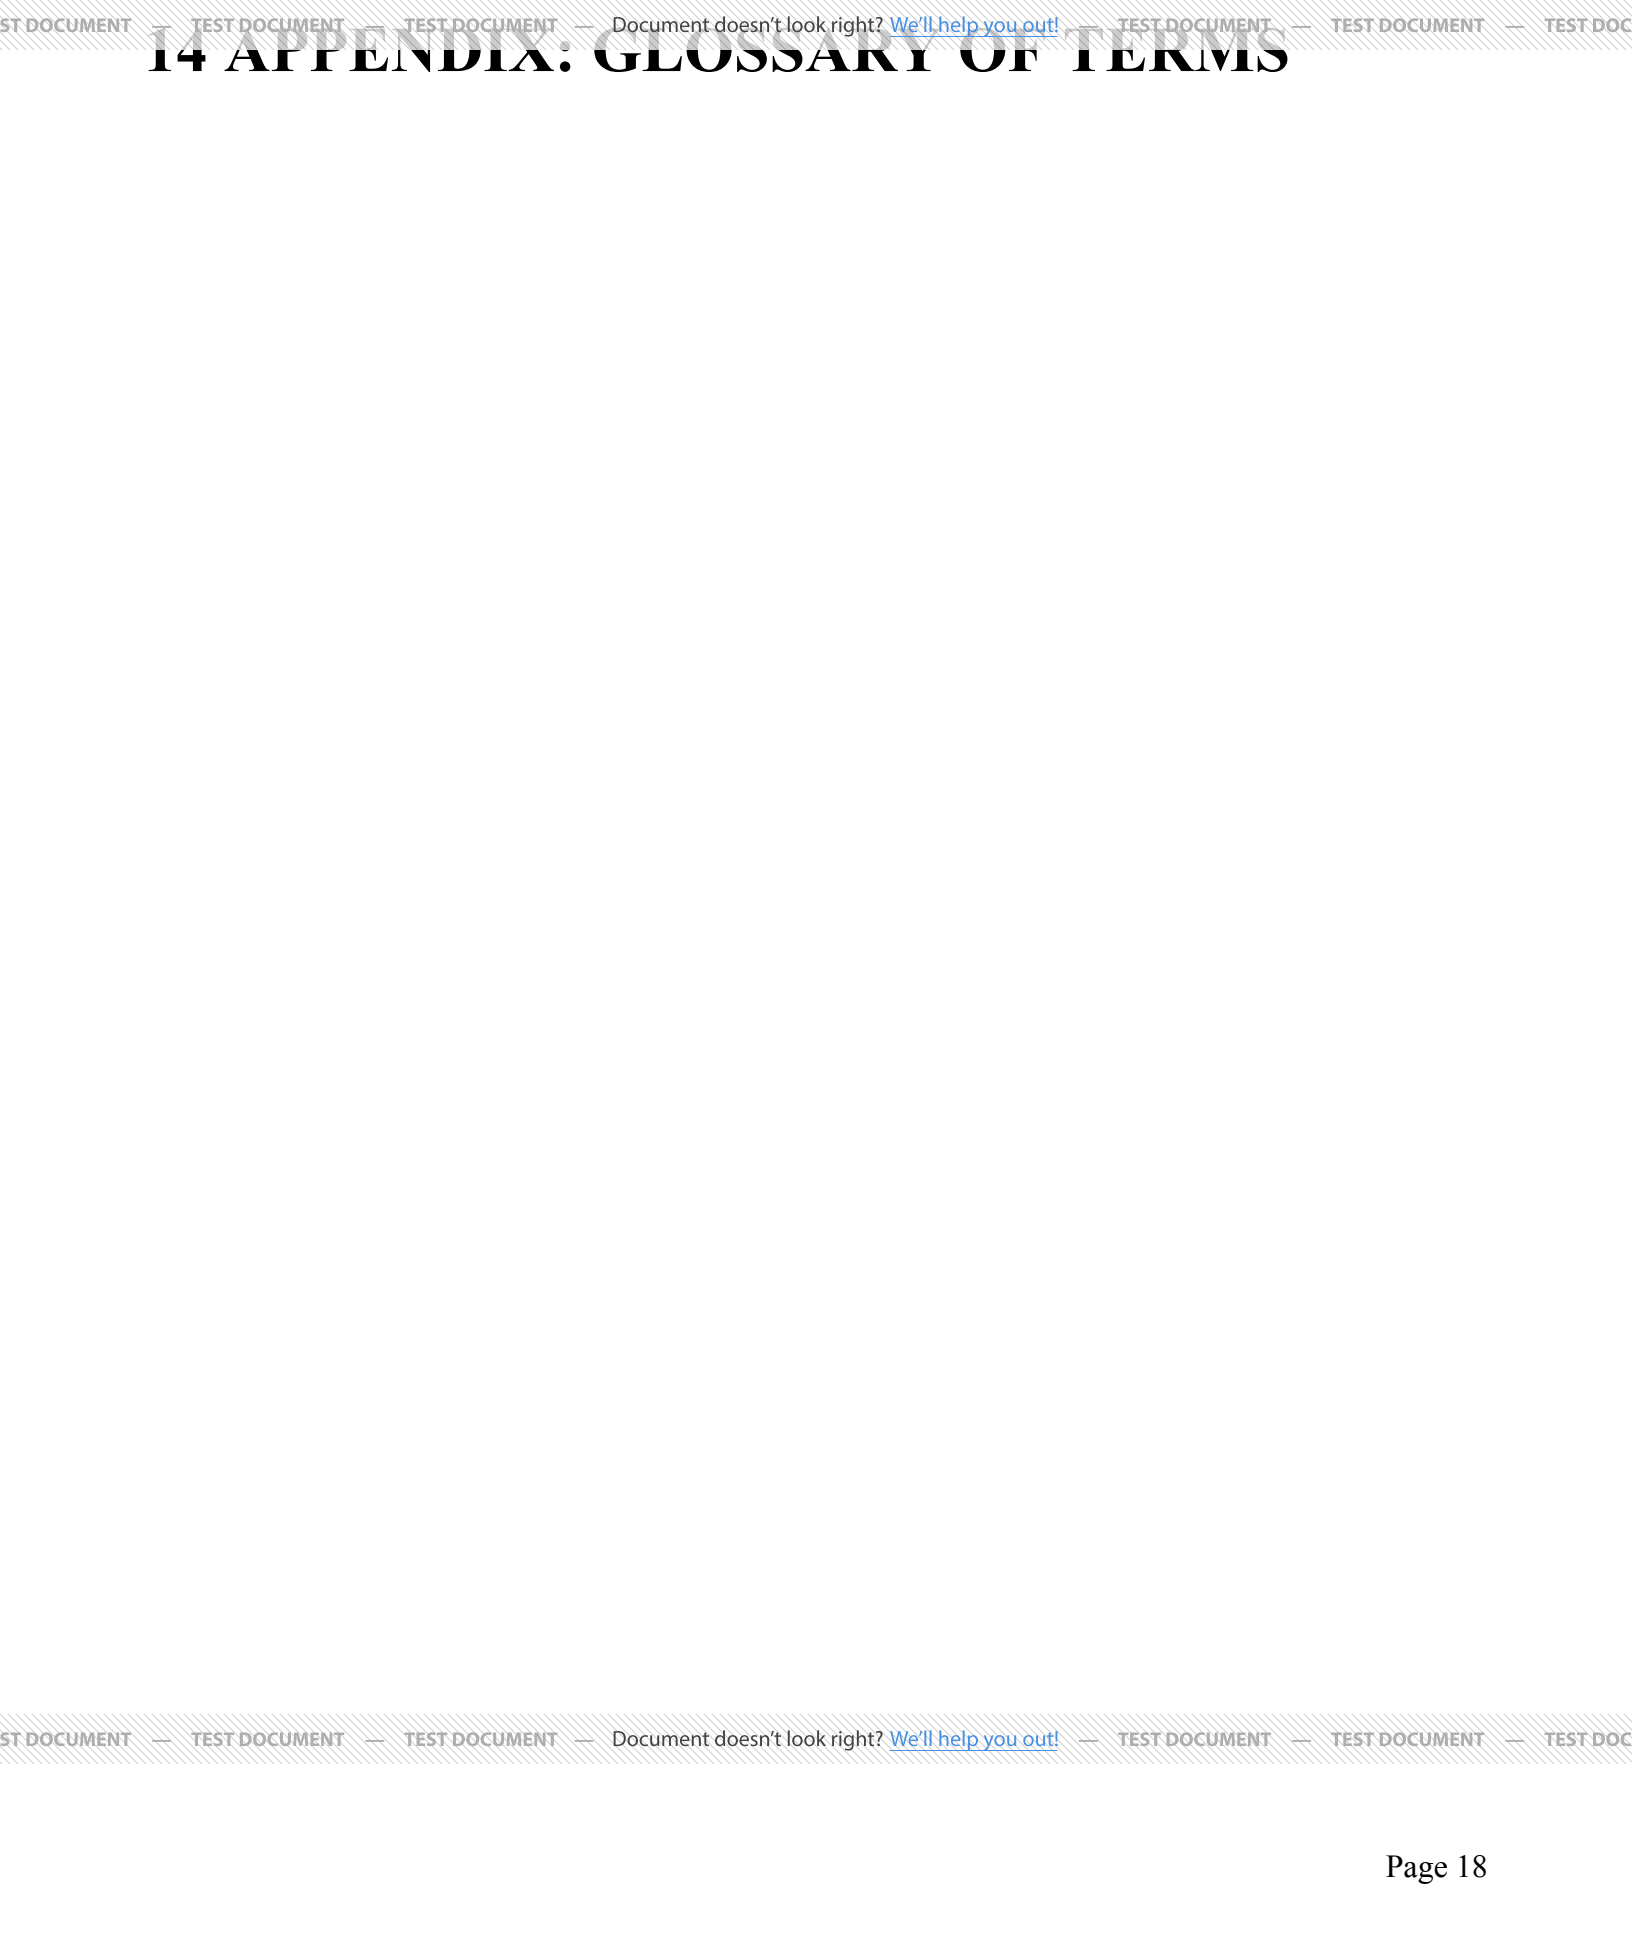 ST DOCUMENT — TEST DOCUMENT — TEST DOCUMENT — Document doesn’t look right? We’ll help you out! — TEST DOCUMENT — TEST DOCUMENT — TEST DOC
14 APPENDIX: GLOSSARY OF TERMS
ST DOCUMENT — TEST DOCUMENT — TEST DOCUMENT — Document doesn’t look right? We’ll help you out! — TEST DOCUMENT — TEST DOCUMENT — TEST DOC
Page 18